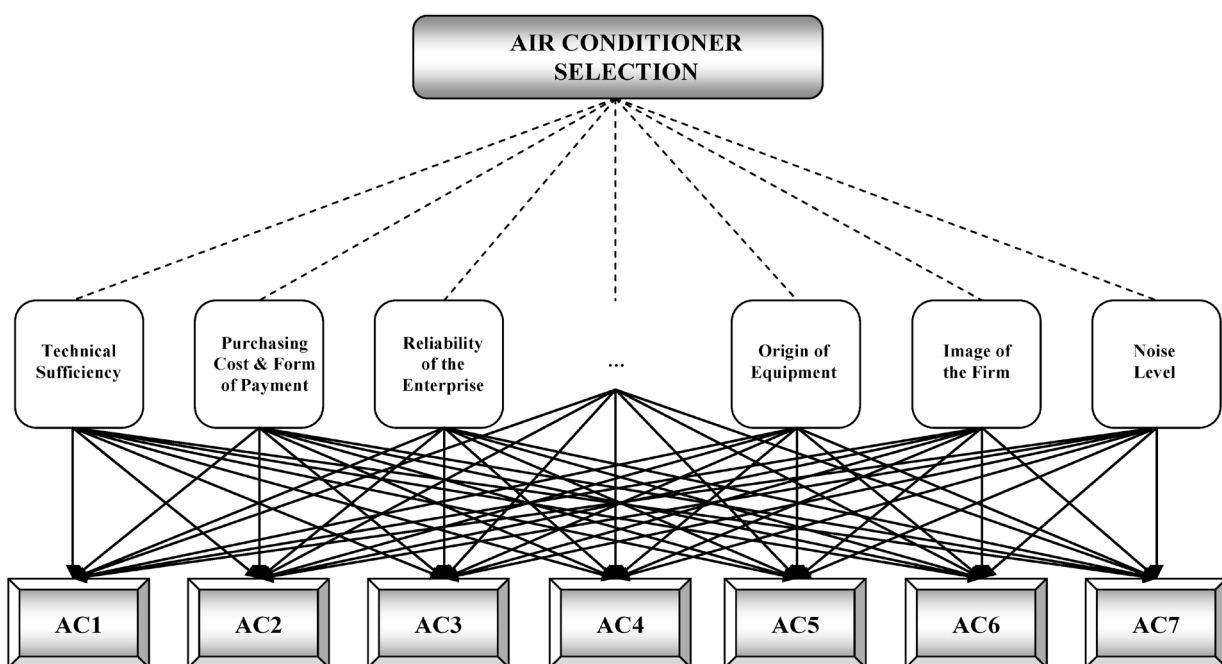 AIR CONDITIONER
SELECTION
Technical
Sufficiency
Purchasing
Cost & Form
of Payment
Reliability
of the
Enterprise
...
Origin of
Equipment
Image of
the Firm
Noise
Level
AC1
AC2
AC3
AC4
AC5
AC6
AC7